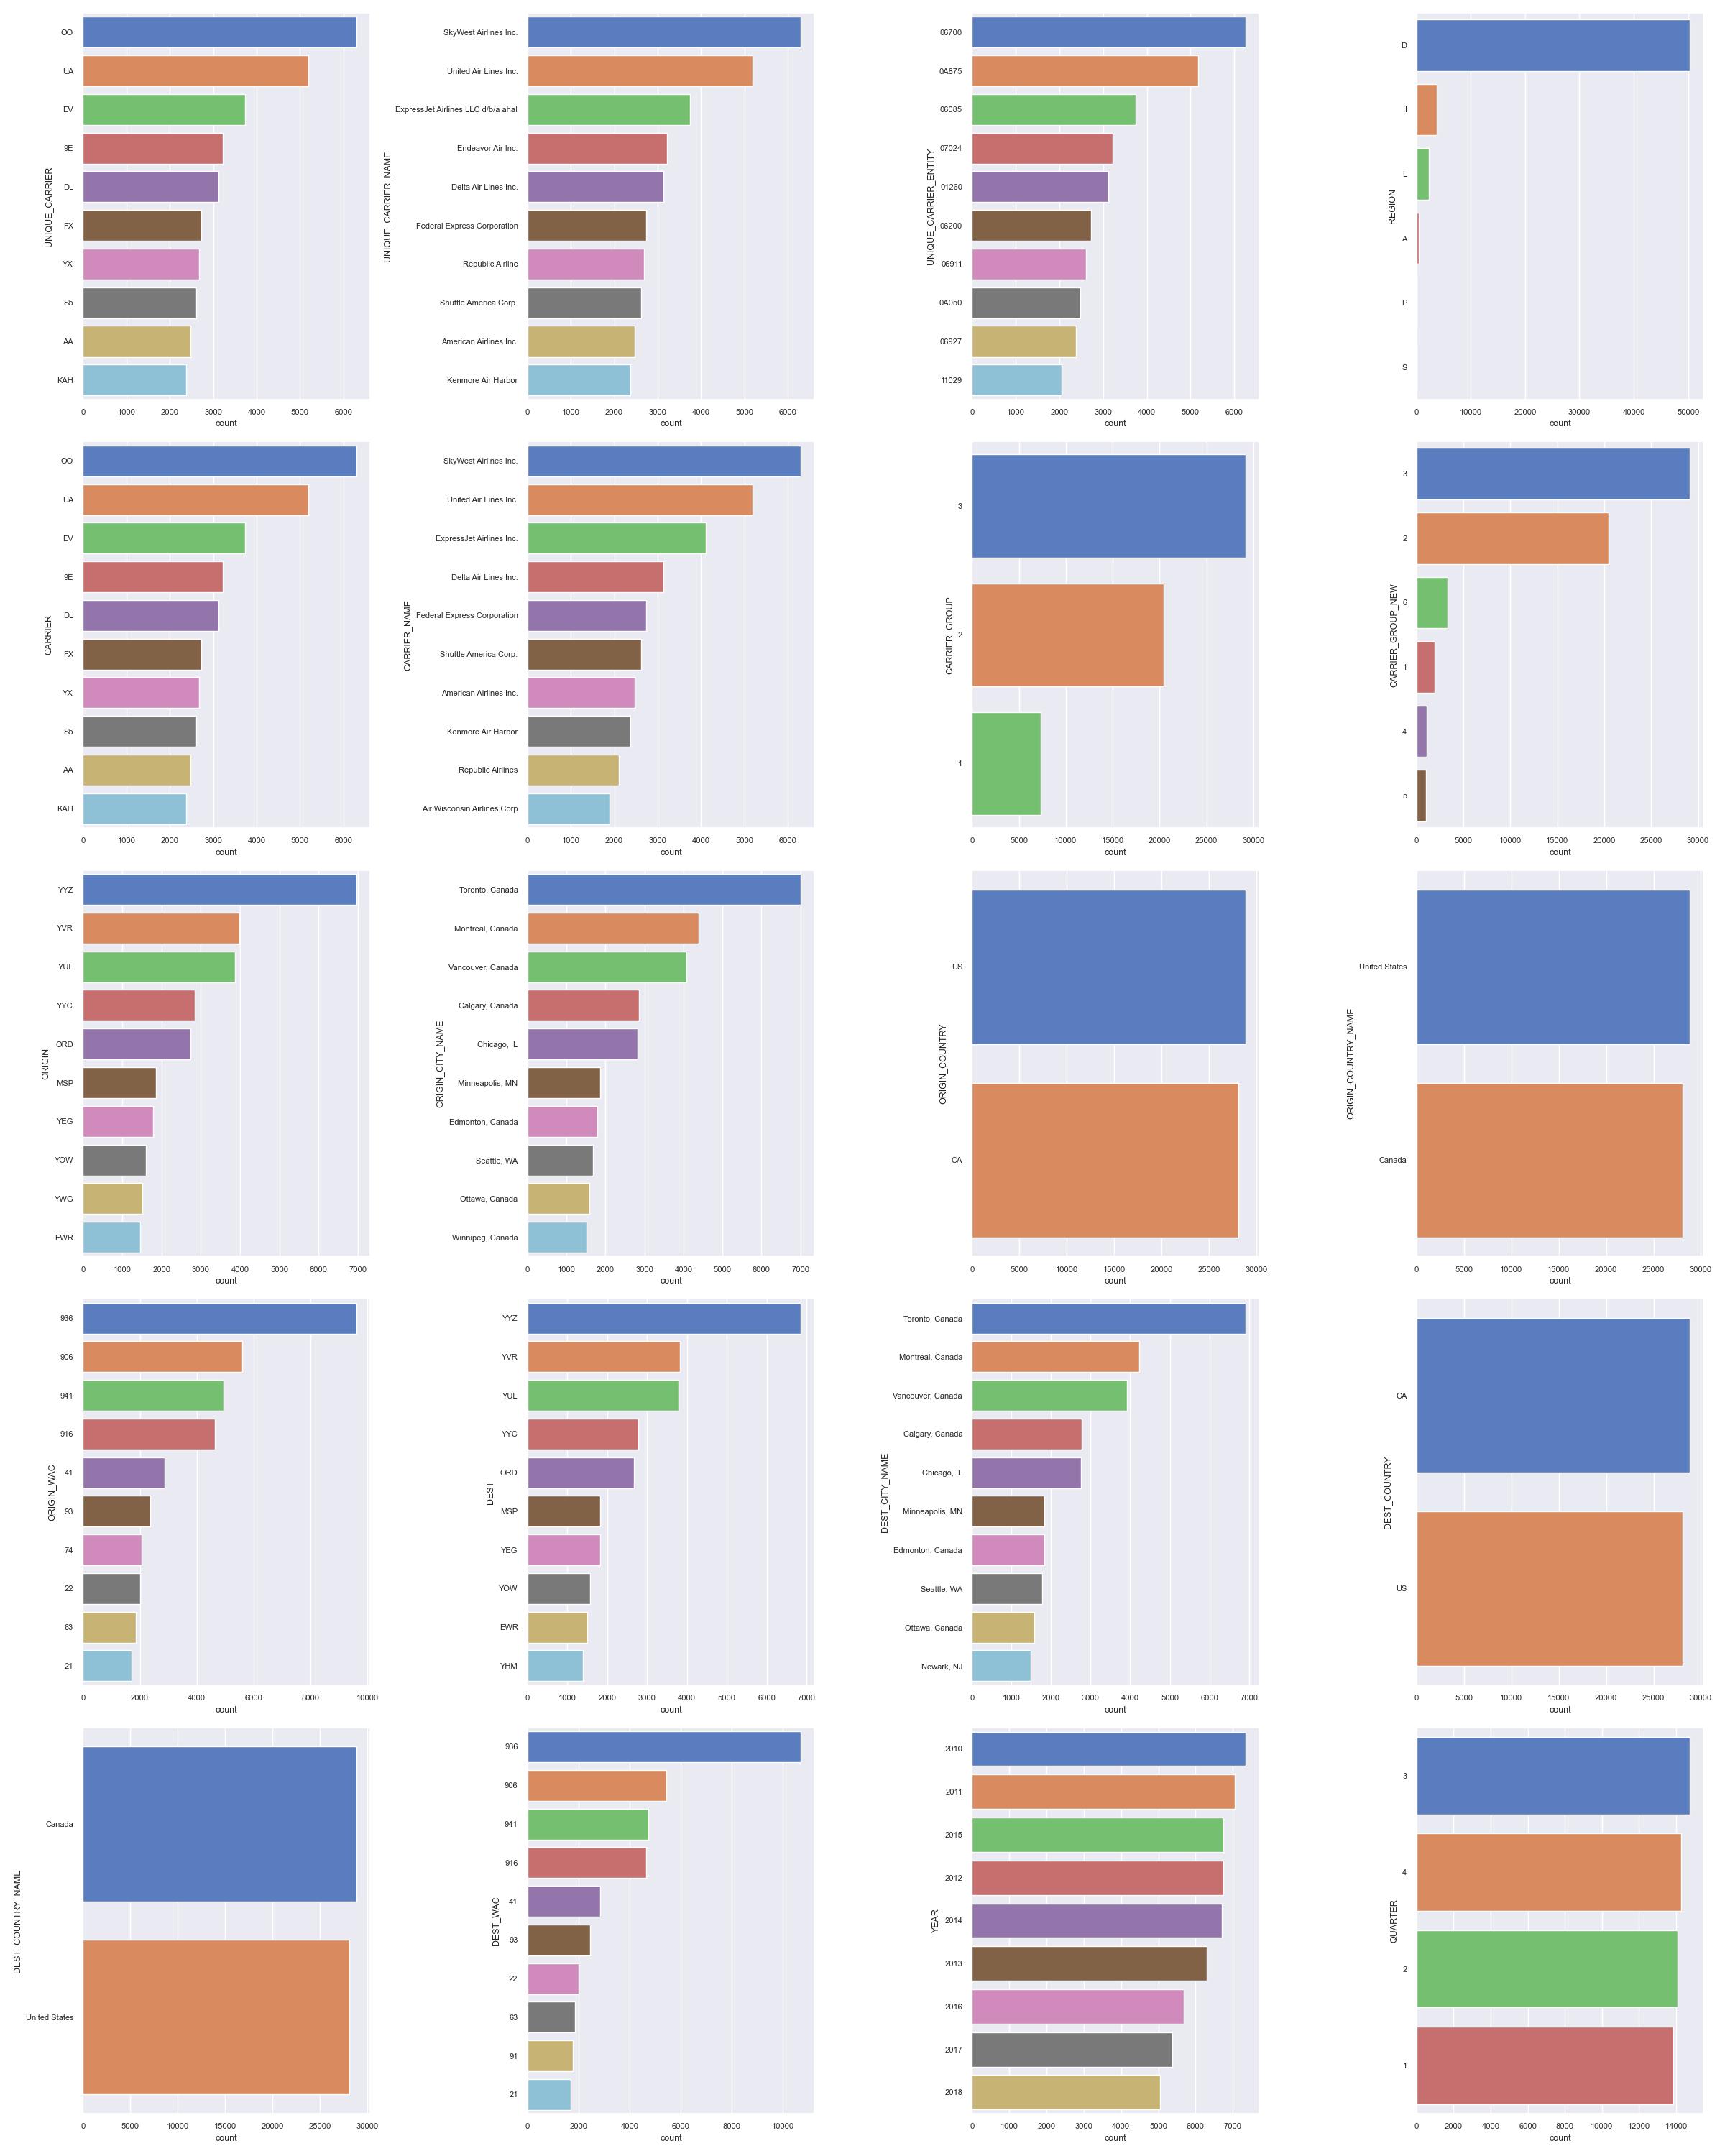 OO
UA
EV
9E
DL
FX
YX
S5
AA
KAH
UNIQUE_CARRIER
0 1000 2000 3000 4000 5000 6000
count
SkyWest Airlines Inc.
United Air Lines Inc.
ExpressJet Airlines LLC d/b/a aha!
Endeavor Air Inc.
Delta Air Lines Inc.
Federal Express Corporation
Republic Airline
Shuttle America Corp.
American Airlines Inc.
Kenmore Air Harbor
UNIQUE_CARRIER_NAME
0 1000 2000 3000 4000 5000 6000
count
06700
0A875
06085
07024
01260
06200
06911
0A050
06927
11029
UNIQUE_CARRIER_ENTITY
0 1000 2000 3000 4000 5000 6000
count
D
I
L
A
P
S
REGION
0 10000 20000 30000 40000 50000
count
OO
UA
EV
9E
DL
FX
YX
S5
AA
KAH
CARRIER
0 1000 2000 3000 4000 5000 6000
count
SkyWest Airlines Inc.
United Air Lines Inc.
ExpressJet Airlines Inc.
Delta Air Lines Inc.
Federal Express Corporation
Shuttle America Corp.
American Airlines Inc.
Kenmore Air Harbor
Republic Airlines
Air Wisconsin Airlines Corp
CARRIER_NAME
0 1000 2000 3000 4000 5000 6000
count
3
2
1
CARRIER_GROUP
0 5000 10000 15000 20000 25000 30000
count
3
2
6
1
4
5
CARRIER_GROUP_NEW
0 5000 10000 15000 20000 25000 30000
count
YYZ
YVR
YUL
YYC
ORD
MSP
YEG
YOW
YWG
EWR
ORIGIN
0 1000 2000 3000 4000 5000 6000 7000
count
Toronto, Canada
Montreal, Canada
Vancouver, Canada
Calgary, Canada
Chicago, IL
Minneapolis, MN
Edmonton, Canada
Seattle, WA
Ottawa, Canada
Winnipeg, Canada
ORIGIN_CITY_NAME
0 1000 2000 3000 4000 5000 6000 7000
count
US
CA
ORIGIN_COUNTRY
0 5000 10000 15000 20000 25000 30000
count
United States
Canada
ORIGIN_COUNTRY_NAME
0 5000 10000 15000 20000 25000 30000
count
936
906
941
916
41
93
74
22
63
21
ORIGIN_WAC
0 2000 4000 6000 8000 10000
count
YYZ
YVR
YUL
YYC
ORD
MSP
YEG
YOW
EWR
YHM
DEST
0 1000 2000 3000 4000 5000 6000 7000
count
Toronto, Canada
Montreal, Canada
Vancouver, Canada
Calgary, Canada
Chicago, IL
Minneapolis, MN
Edmonton, Canada
Seattle, WA
Ottawa, Canada
Newark, NJ
DEST_CITY_NAME
0 1000 2000 3000 4000 5000 6000 7000
count
CA
US
DEST_COUNTRY
0 5000 10000 15000 20000 25000 30000
count
Canada
United States
DEST_COUNTRY_NAME
0 5000 10000 15000 20000 25000 30000
count
936
906
941
916
41
93
22
63
91
21
DEST_WAC
0 2000 4000 6000 8000 10000
count
2010
2011
2015
2012
2014
2013
2016
2017
2018
YEAR
0 1000 2000 3000 4000 5000 6000 7000
count
3
4
2
1
QUARTER
0 2000 4000 6000 8000 10000 12000 14000
count